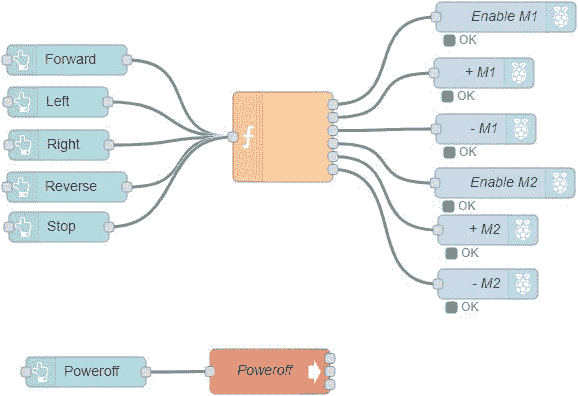 Forward
Left
Right
Reverse
Stop
Enable M1
OK
+ M1
OK
- M1
OK
Enable M2
OK
+ M2
OK
- M2
OK
Poweroff
Poweroff